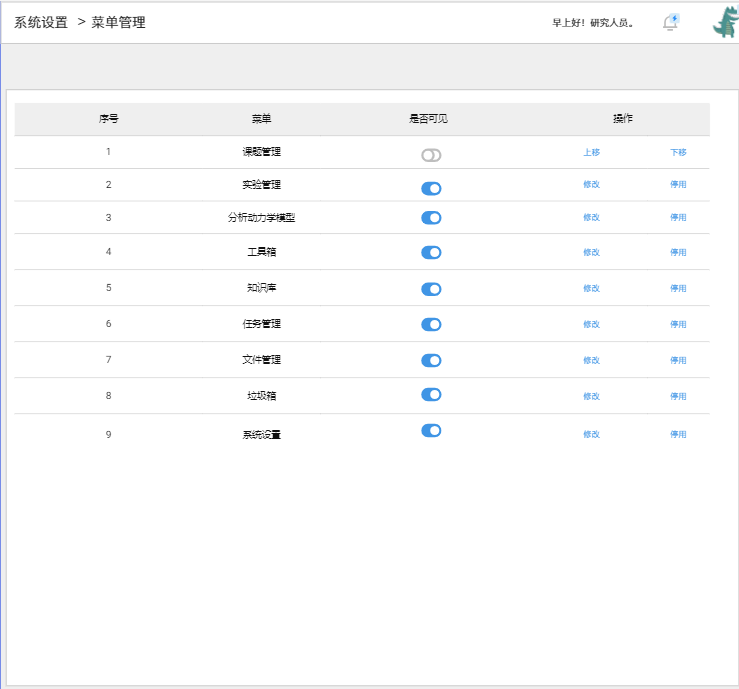 系统设置 > 菜单管理 早上好！研究人员。
序号 菜单 是否可见 操作
1 课题管理 上移 下移
2 实验管理 修改 停用
3 分析动力学模型 修改 停用
4 工具箱 修改 停用
5 知识库 修改 停用
6 任务管理 修改 停用
7 文件管理 修改 停用
8 垃圾箱 修改 停用
9 系统设置 修改 停用